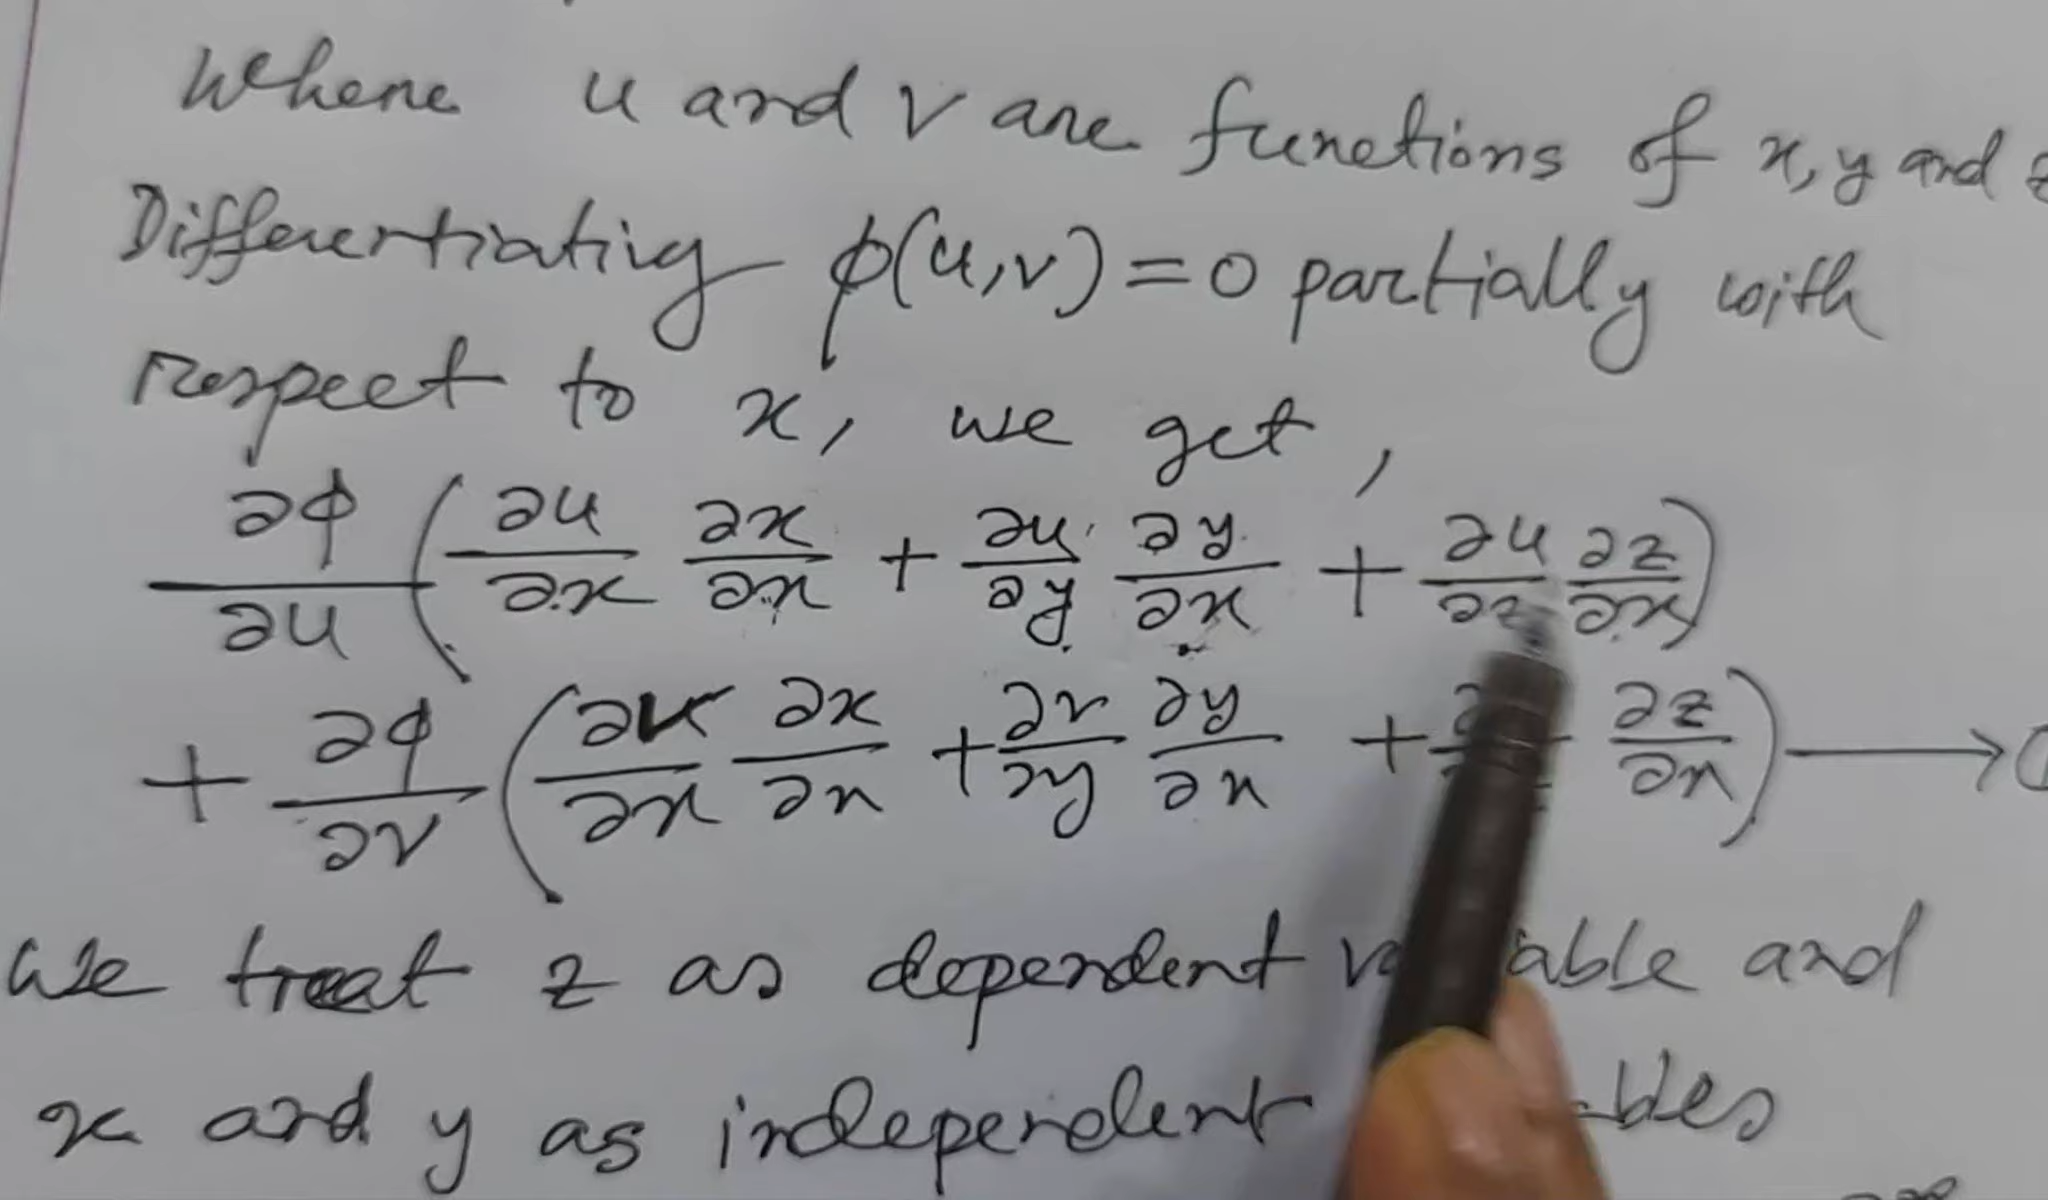 Where u and v are functions of x, y and z
Differentiating ϕ(u,v)=0 partially with
respect to x, we get,
∂ϕ/∂u (∂u/∂x ∂x/∂x + ∂u/∂y ∂y/∂x + ∂u/∂z ∂z/∂x)
+ ∂ϕ/∂v (∂v/∂x ∂x/∂x + ∂v/∂y ∂y/∂x + ∂z/∂x) →
We treat z as dependent variable and
x and y as independent